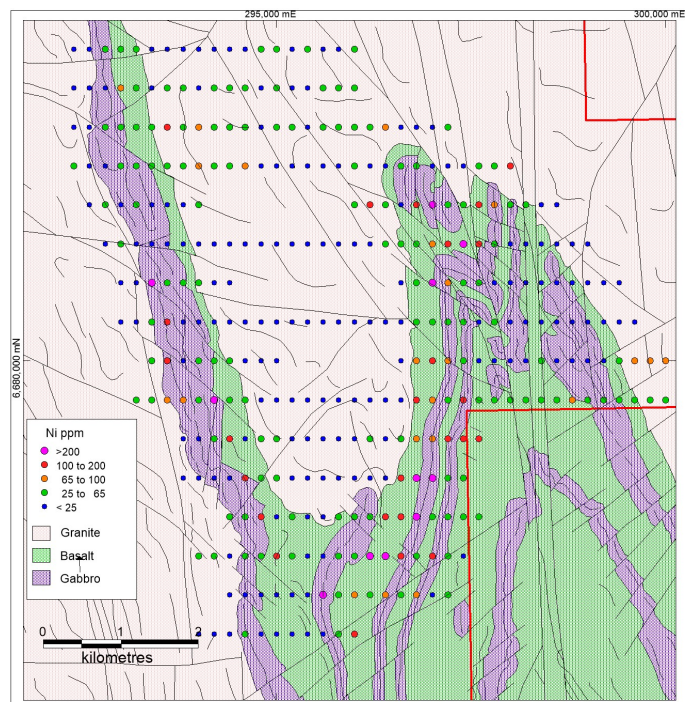 295,000 mE
300,000 mE
6,680,000 mN
Ni ppm
>200
100 to 200
65 to 100
25 to 65
< 25
Granite
Basalt
Gabbro
0 1 2
kilometres